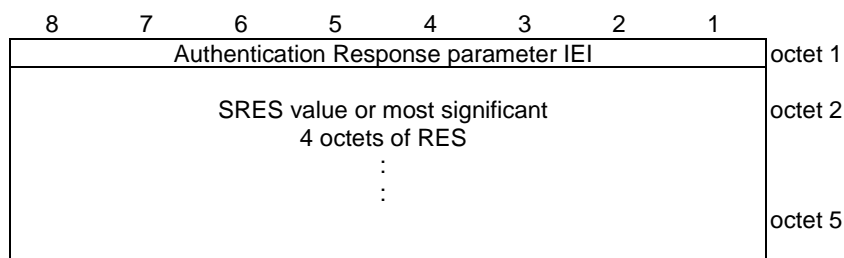 8 7 6 5 4 3 2 1
Authentication Response parameter IEI octet 1
SRES value or most significant octet 2
4 octets of RES
:
:
octet 5